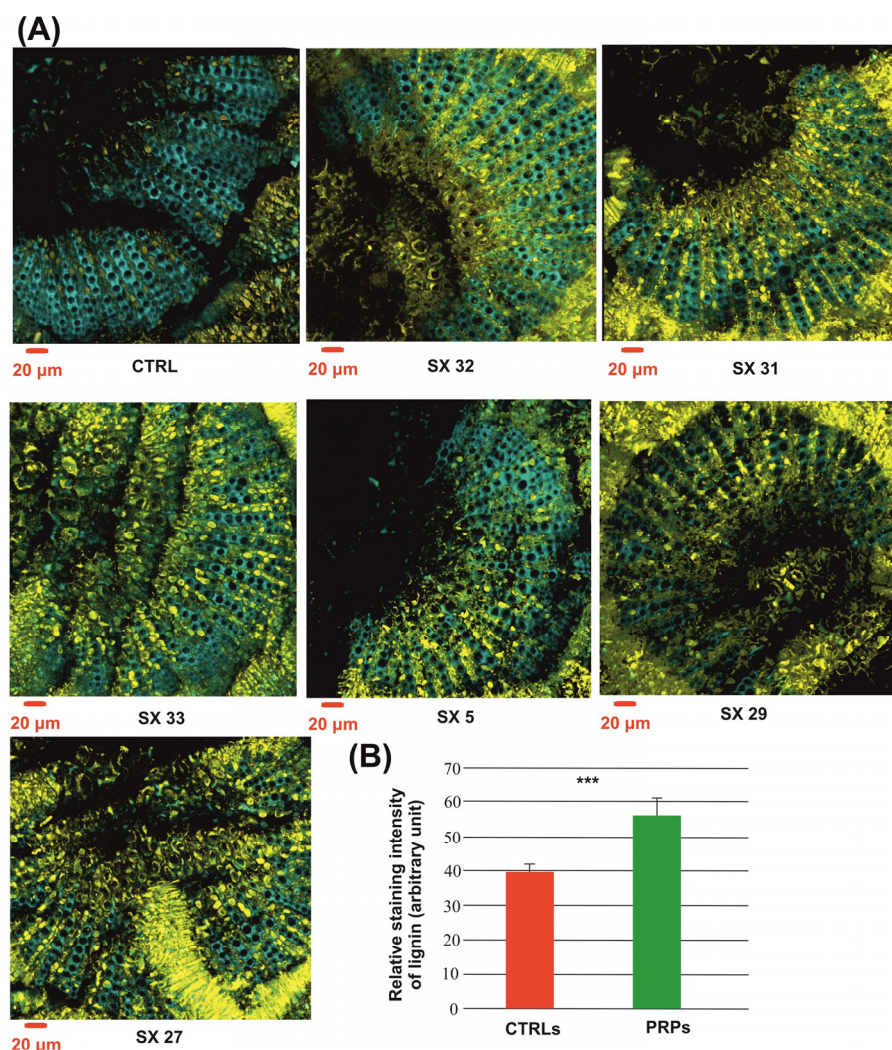 (A)
20 µm
CTRL
20 µm
SX 32
20 µm
SX 31
20 µm
SX 33
20 µm
SX 5
20 µm
SX 29
20 µm
SX 27
(B)
Relative staining intensity
of lignin (arbitrary unit)
70
60
50
40
30
20
10
0
***
CTRLs
PRPs